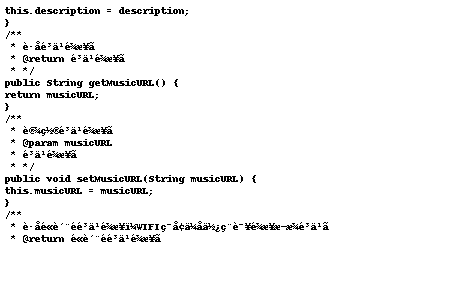 this.description = description;
}
/**
* è·åé³ä¹é¾æ¥ã
* @return é³ä¹é¾æ¥ã
* */
public String getMusicURL() {
return musicURL;
}
/**
* è®¾ç½®é³ä¹é¾æ¥ã
* @param musicURL
* é³ä¹é¾æ¥ã
* */
public void setMusicURL(String musicURL) {
this.musicURL = musicURL;
}
/**
* è·åé«è´¨éé³ä¹é¾æ¥ï¼WIFIç¯å¢ä¼åä½¿ç¨è¯¥é¾æ¥æ­æ¾é³ä¹ã
* @return é«è´¨éé³ä¹é¾æ¥ã